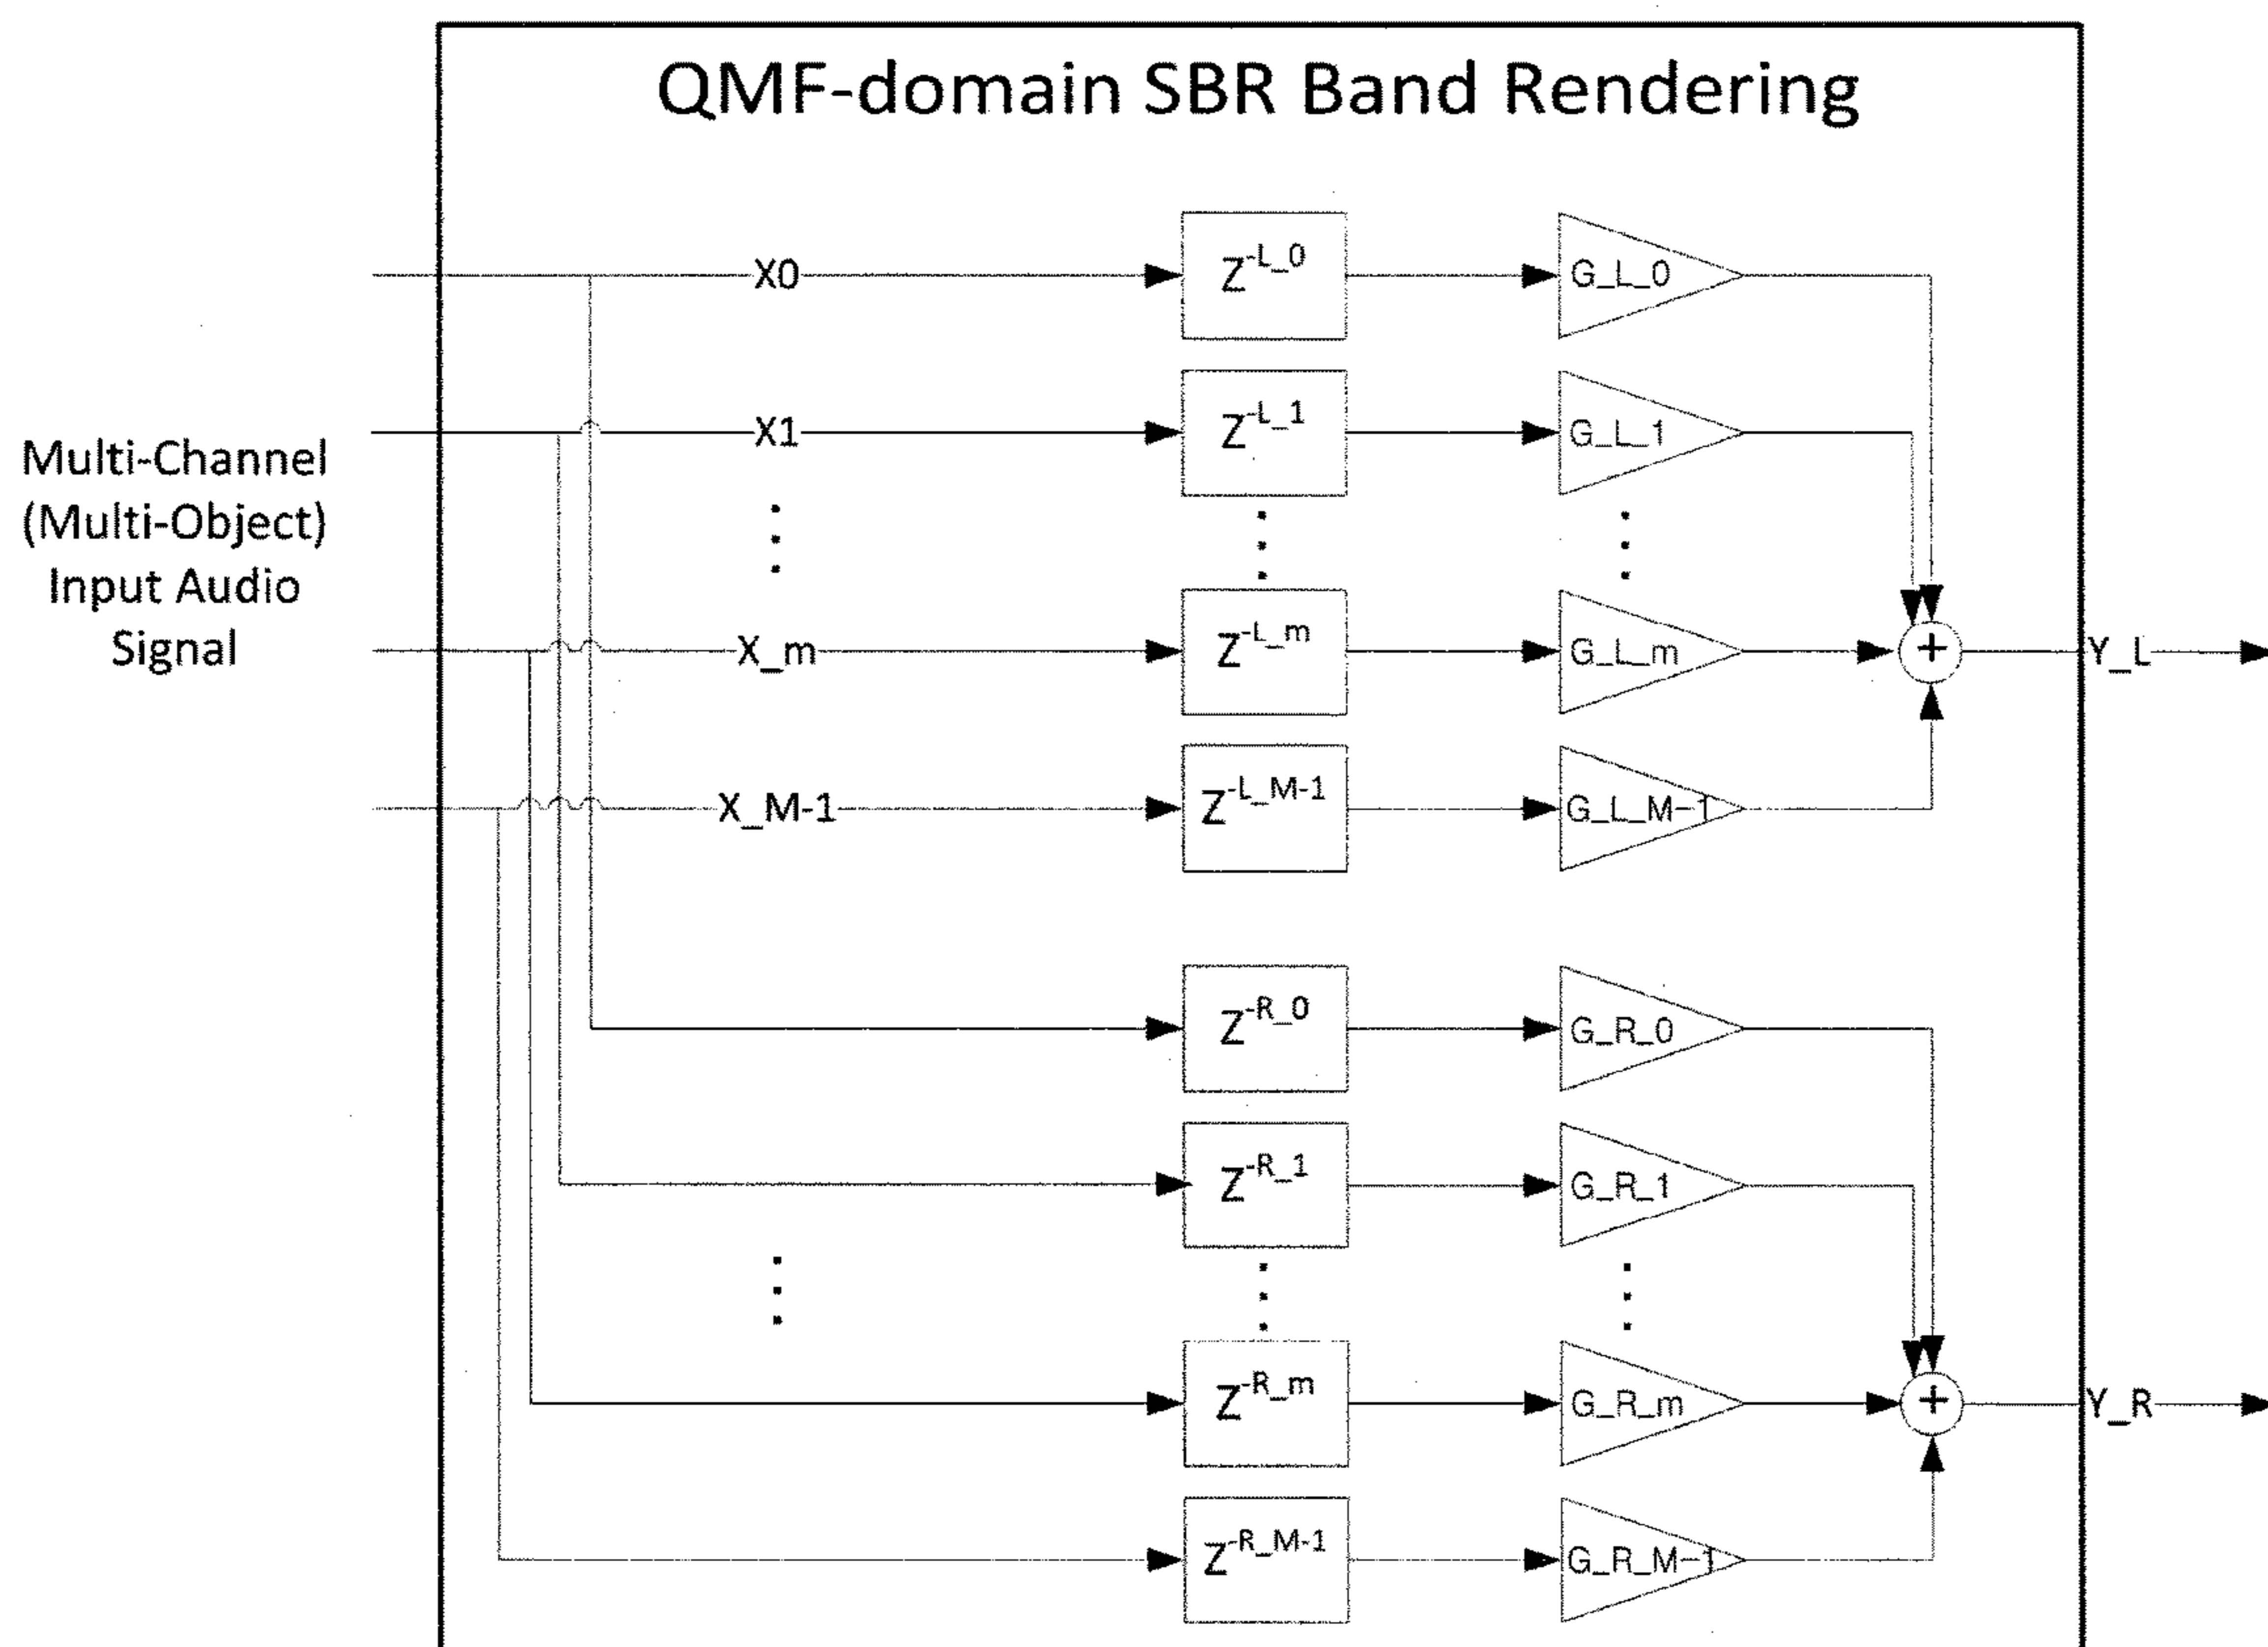 QMF-domain SBR Band Rendering
Multi-Channel
(Multi-Object)
Input Audio
Signal
X0
Z^-L_0
G_L_0
X1
Z^-L_1
G_L_1
X_m
Z^-L_m
G_L_m
+
Y_L
X_M-1
Z^-L_M-1
G_L_M-1
Z^-R_0
G_R_0
Z^-R_1
G_R_1
Z^-R_m
G_R_m
+
Y_R
Z^-R_M-1
G_R_M-1